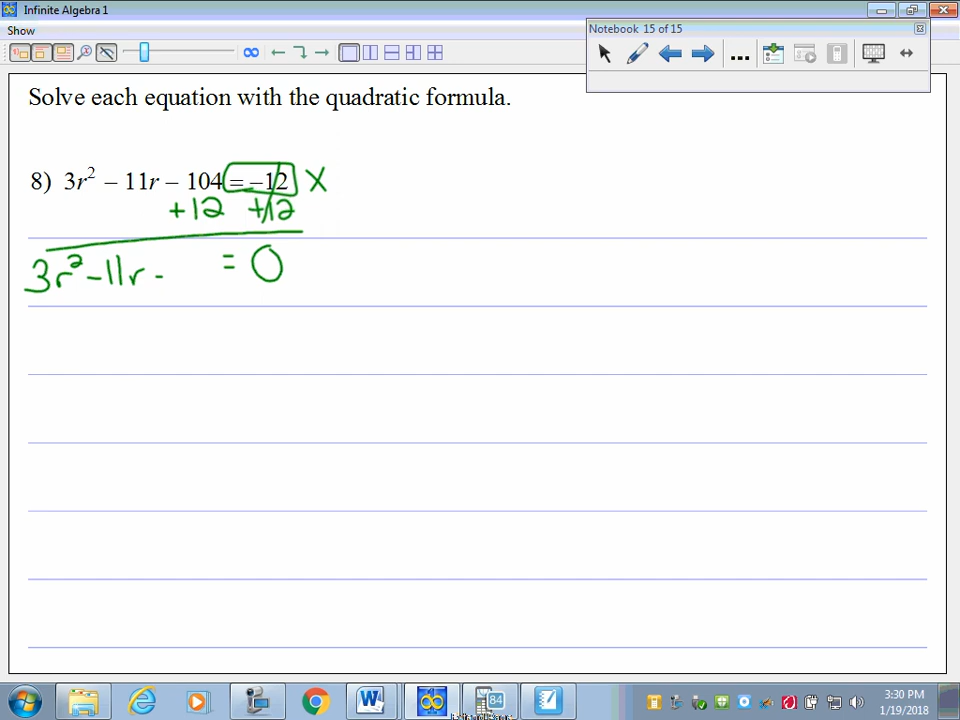 Infinite Algebra 1
Show
Notebook 15 of 15
Solve each equation with the quadratic formula.
8) 3r² – 11r – 104 = –12 X
+12 +12
3r² - 11r - = 0
84
3:30 PM
1/19/2018